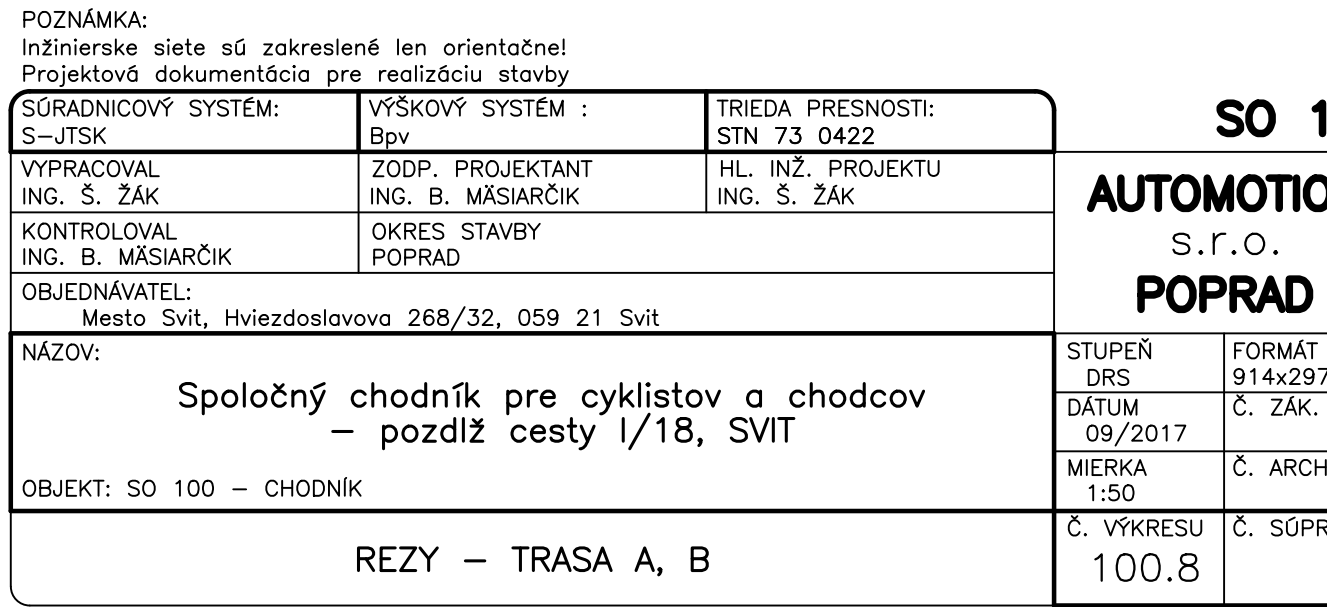 POZNÁMKA:
Inžinierske siete sú zakreslené len orientačne!
Projektová dokumentácia pre realizáciu stavby
SÚRADNICOVÝ SYSTÉM:
S–JTSK
VÝŠKOVÝ SYSTÉM :
Bpv
TRIEDA PRESNOSTI:
STN 73 0422
VYPRACOVAL
ING. Š. ŽÁK
ZODP. PROJEKTANT
ING. B. MÄSIARČIK
HL. INŽ. PROJEKTU
ING. Š. ŽÁK
KONTROLOVAL
ING. B. MÄSIARČIK
OKRES STAVBY
POPRAD
OBJEDNÁVATEL:
Mesto Svit, Hviezdoslavova 268/32, 059 21 Svit
NÁZOV:
Spoločný chodník pre cyklistov a chodcov
– pozdlž cesty I/18, SVIT
OBJEKT: SO 100 – CHODNÍK
REZY – TRASA A, B
SO 1
AUTOMOTIO
s.r.o.
POPRAD
STUPEŇ
DRS
FORMÁT
914x297
DÁTUM
09/2017
Č. ZÁK.
MIERKA
1:50
Č. ARCH
Č. VÝKRESU
100.8
Č. SÚPR